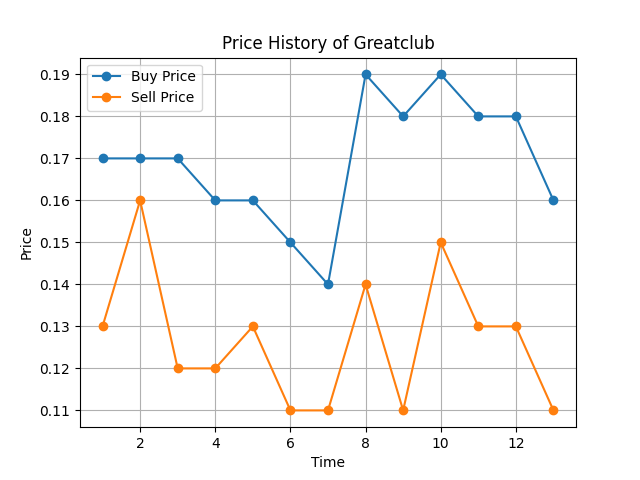 Price History of Greatclub
Buy Price
Sell Price
0.19
0.18
0.17
0.16
0.15
0.14
0.13
0.12
0.11
Price
2 4 6 8 10 12
Time